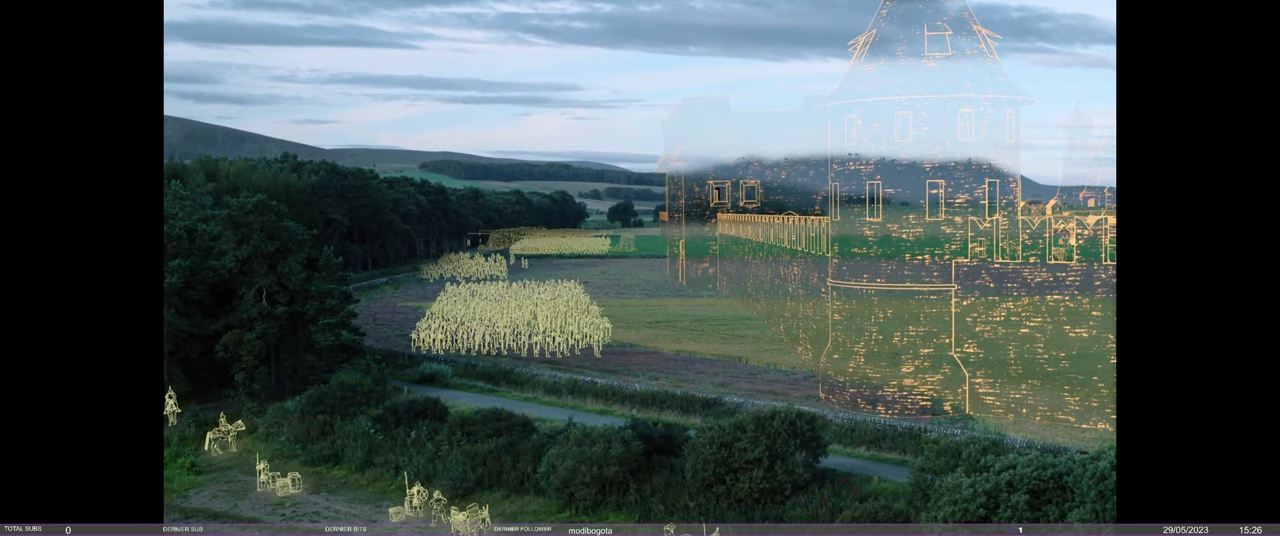 TOTAL SUBS 0 DERNIER SUB DERNIER BITS DERNIER FOLLOWER modibogota 1 29/05/2023 15:26